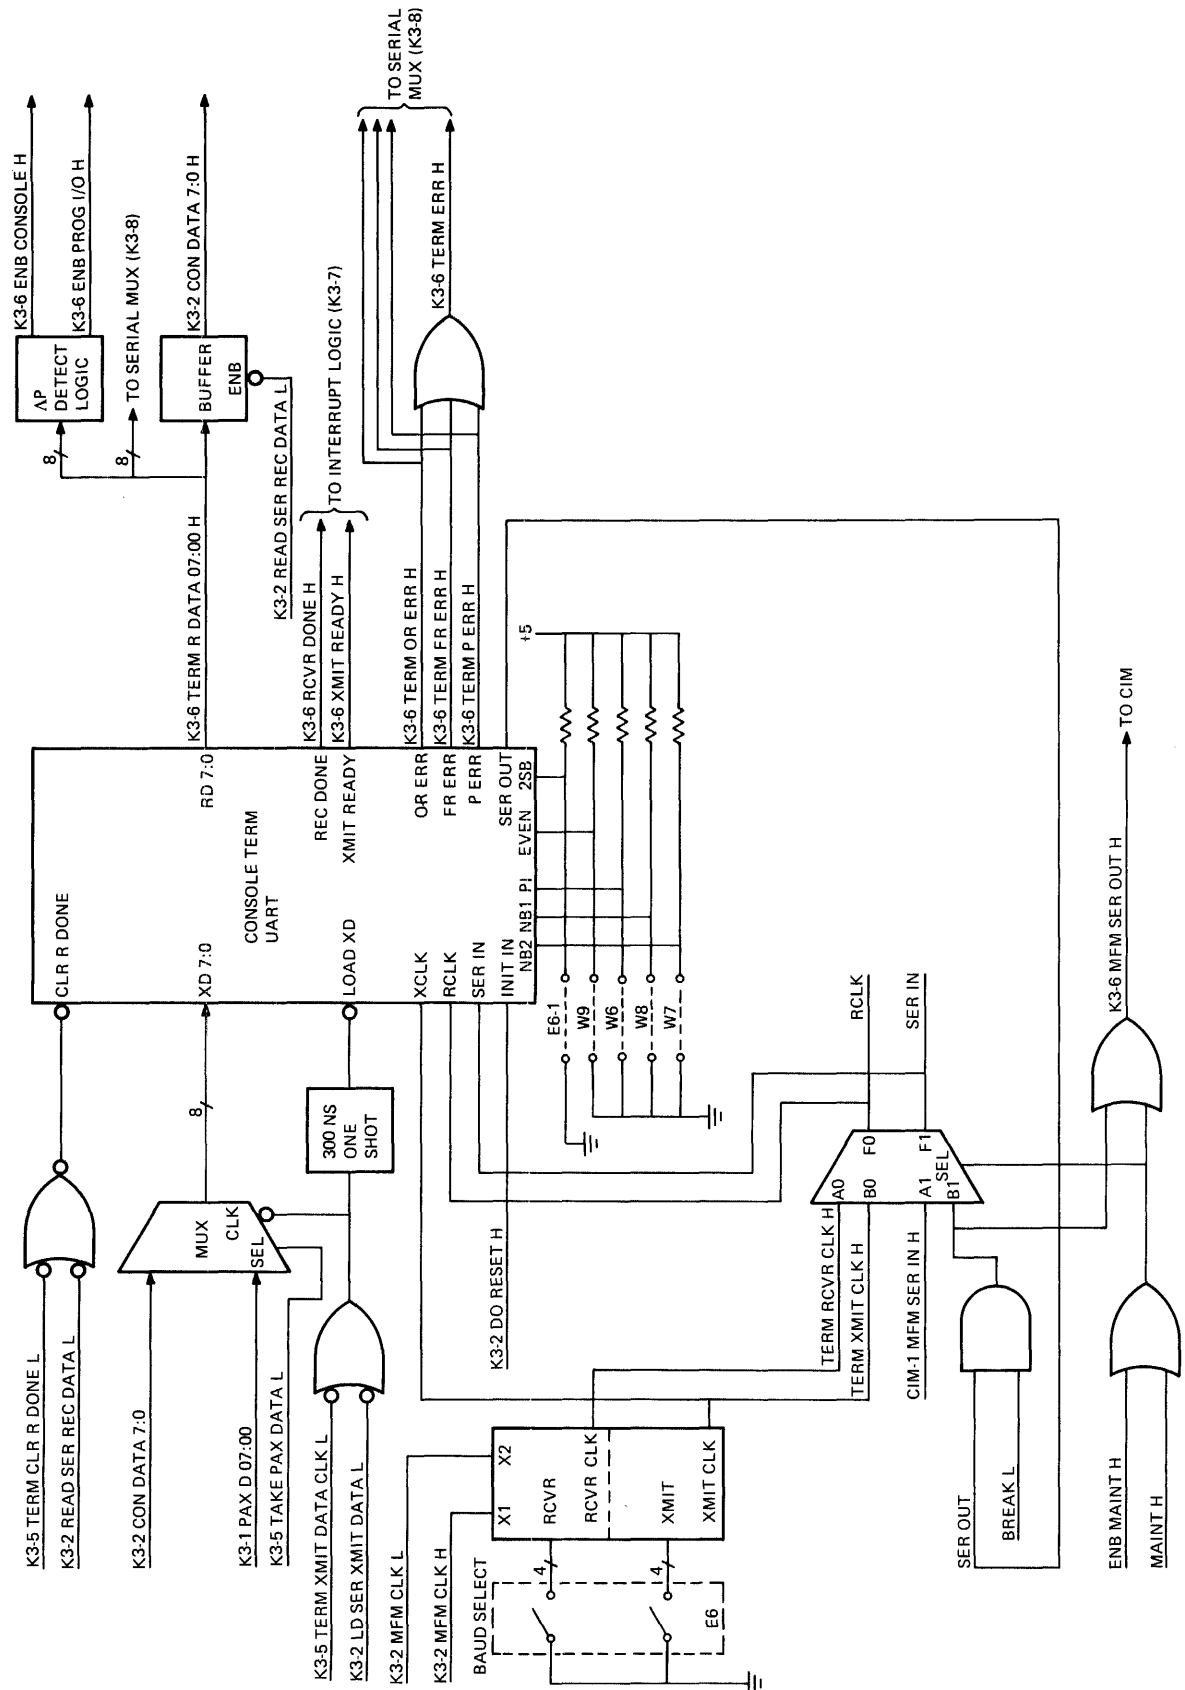 K3-5 TERM CLR R DONE L
K3-2 READ SER REC DATA L
K3-2 CON DATA 7:0
K3-1 PAX D 07:00
K3-5 TAKE PAX DATA L
K3-5 TERM XMIT DATA CLK L
K3-2 LD SER XMIT DATA L
K3-2 MFM CLK L
K3-2 MFM CLK H
BAUD SELECT
E6
4
4
X1
X2
RCVR
RCVR CLK
XMIT
XMIT CLK
MUX
CLK
SEL
8
300 NS
ONE
SHOT
K3-2 DO RESET H
CLR R DONE
XD 7:0
CONSOLE TERM
UART
LOAD XD
XCLK
RCLK
SER IN
INIT IN
RD 7:0
REC DONE
XMIT READY
OR ERR
FR ERR
P ERR
SER OUT
NB2
NB1
PI
EVEN
2SB
+5
E6-1
W9
W6
W8
W7
K3-6 TERM R DATA 07:00 H
8
8
ΛP
DETECT
LOGIC
K3-6 ENB CONSOLE H
K3-6 ENB PROG I/O H
TO SERIAL MUX (K3-8)
BUFFER
ENB
K3-2 CON DATA 7:0 H
K3-2 READ SER REC DATA L
K3-6 RCVR DONE H
K3-6 XMIT READY H
TO INTERRUPT LOGIC (K3-7)
K3-6 TERM OR ERR H
K3-6 TERM FR ERR H
K3-6 TERM P ERR H
K3-6 TERM ERR H
TO SERIAL
MUX (K3-8)
TERM RCVR CLK H
TERM XMIT CLK H
CIM-1 MFM SER IN H
A0
B0
A1
B1
F0
F1
SEL
RCLK
SER IN
SER OUT
BREAK L
ENB MAINT H
MAINT H
K3-6 MFM SER OUT H
TO CIM